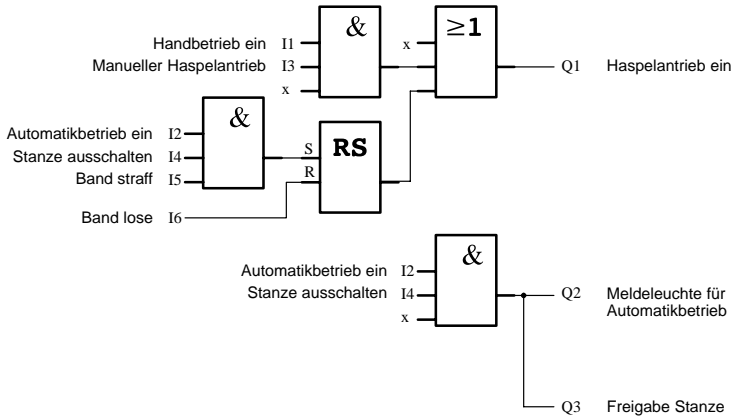 & ≥1
Handbetrieb ein I1 x
Manueller Haspelantrieb I3 Q1 Haspelantrieb ein
x
&
Automatikbetrieb ein I2
Stanze ausschalten I4 S RS
Band straff I5 R
Band lose I6
&
Automatikbetrieb ein I2
Stanze ausschalten I4 Q2 Meldeleuchte für
x Automatikbetrieb
Q3 Freigabe Stanze